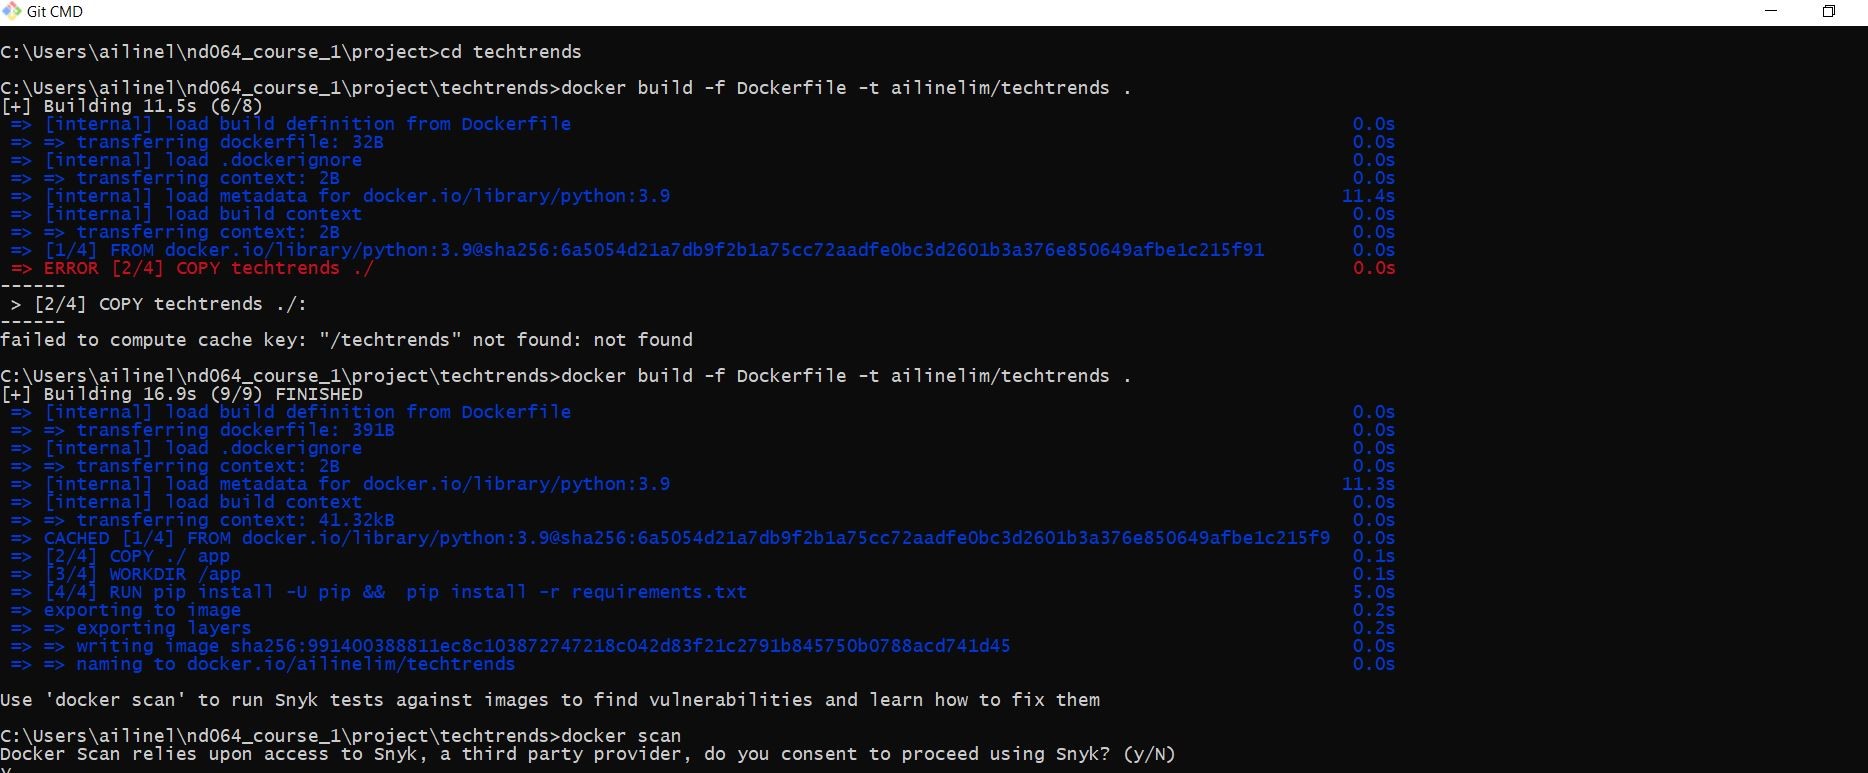 Git CMD
C:\Users\ailinel\nd064_course_1\project>cd techtrends
C:\Users\ailinel\nd064_course_1\project\techtrends>docker build -f Dockerfile -t ailinelim/techtrends .
[+] Building 11.5s (6/8)
=> [internal] load build definition from Dockerfile 0.0s
=> => transferring dockerfile: 32B 0.0s
=> [internal] load .dockerignore 0.0s
=> => transferring context: 2B 0.0s
=> [internal] load metadata for docker.io/library/python:3.9 11.4s
=> [internal] load build context 0.0s
=> => transferring context: 2B 0.0s
=> [1/4] FROM docker.io/library/python:3.9@sha256:6a5054d21a7db9f2b1a75cc72aadfe0bc3d2601b3a376e850649afbe1c215f91 0.0s
=> ERROR [2/4] COPY techtrends ./ 0.0s
------
> [2/4] COPY techtrends ./:
------
failed to compute cache key: "/techtrends" not found: not found
C:\Users\ailinel\nd064_course_1\project\techtrends>docker build -f Dockerfile -t ailinelim/techtrends .
[+] Building 16.9s (9/9) FINISHED
=> [internal] load build definition from Dockerfile 0.0s
=> => transferring dockerfile: 391B 0.0s
=> [internal] load .dockerignore 0.0s
=> => transferring context: 2B 0.0s
=> [internal] load metadata for docker.io/library/python:3.9 11.3s
=> [internal] load build context 0.0s
=> => transferring context: 41.32kB 0.0s
=> CACHED [1/4] FROM docker.io/library/python:3.9@sha256:6a5054d21a7db9f2b1a75cc72aadfe0bc3d2601b3a376e850649afbe1c215f9 0.0s
=> [2/4] COPY ./ app 0.1s
=> [3/4] WORKDIR /app 0.1s
=> [4/4] RUN pip install -U pip &&  pip install -r requirements.txt 5.0s
=> exporting to image 0.2s
=> => exporting layers 0.2s
=> => writing image sha256:991400388811ec8c103872747218c042d83f21c2791b845750b0788acd741d45 0.0s
=> => naming to docker.io/ailinelim/techtrends 0.0s
Use 'docker scan' to run Snyk tests against images to find vulnerabilities and learn how to fix them
C:\Users\ailinel\nd064_course_1\project\techtrends>docker scan
Docker Scan relies upon access to Snyk, a third party provider, do you consent to proceed using Snyk? (y/N)